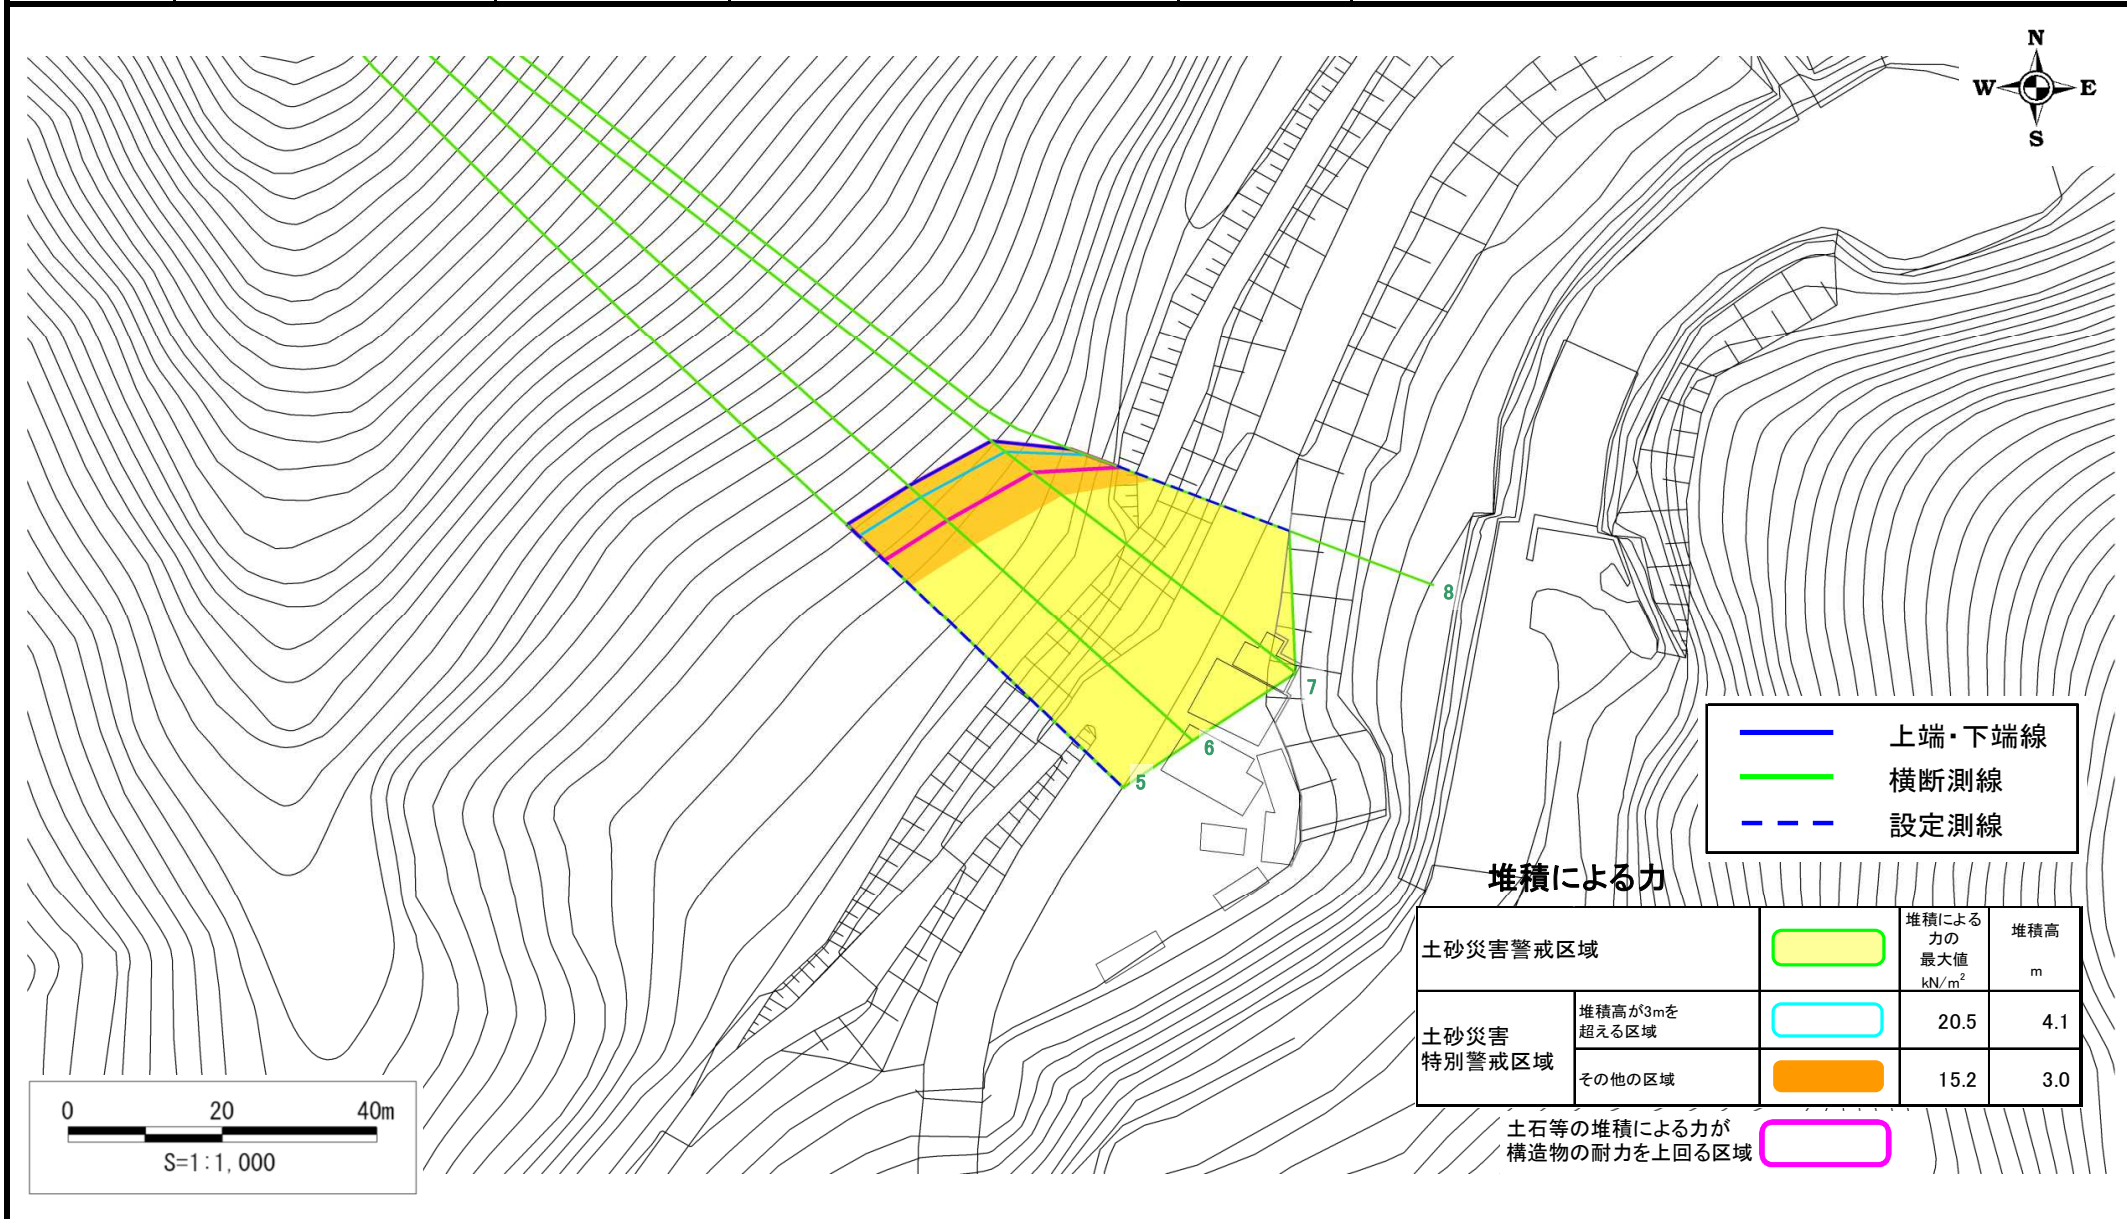 N
W E
S
8
7
6
5
上端・下端線
横断測線
設定測線
堆積による力
土砂災害警戒区域
堆積による
力の
最大値
kN/m²
堆積高
m
土砂災害
特別警戒区域
堆積高が3mを
超える区域
20.5
4.1
その他の区域
15.2
3.0
土石等の堆積による力が
構造物の耐力を上回る区域
0 20 40m
S=1:1,000